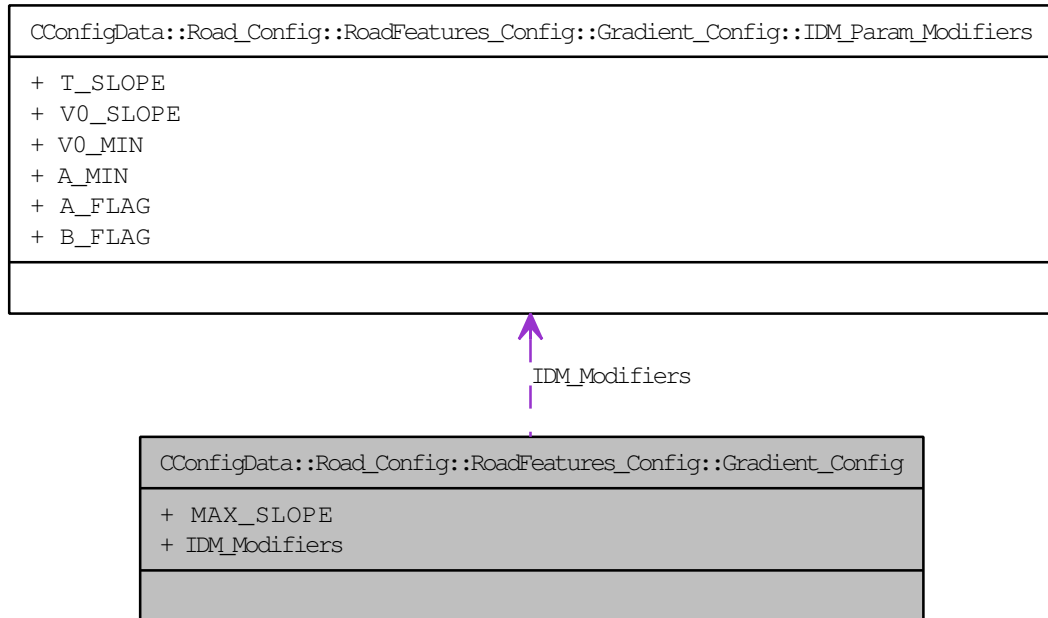 CConfigData::Road_Config::RoadFeatures_Config::Gradient_Config::IDM_Param_Modifiers
+ T_SLOPE
+ V0_SLOPE
+ V0_MIN
+ A_MIN
+ A_FLAG
+ B_FLAG
IDM_Modifiers
CConfigData::Road_Config::RoadFeatures_Config::Gradient_Config
+ MAX_SLOPE
+ IDM_Modifiers